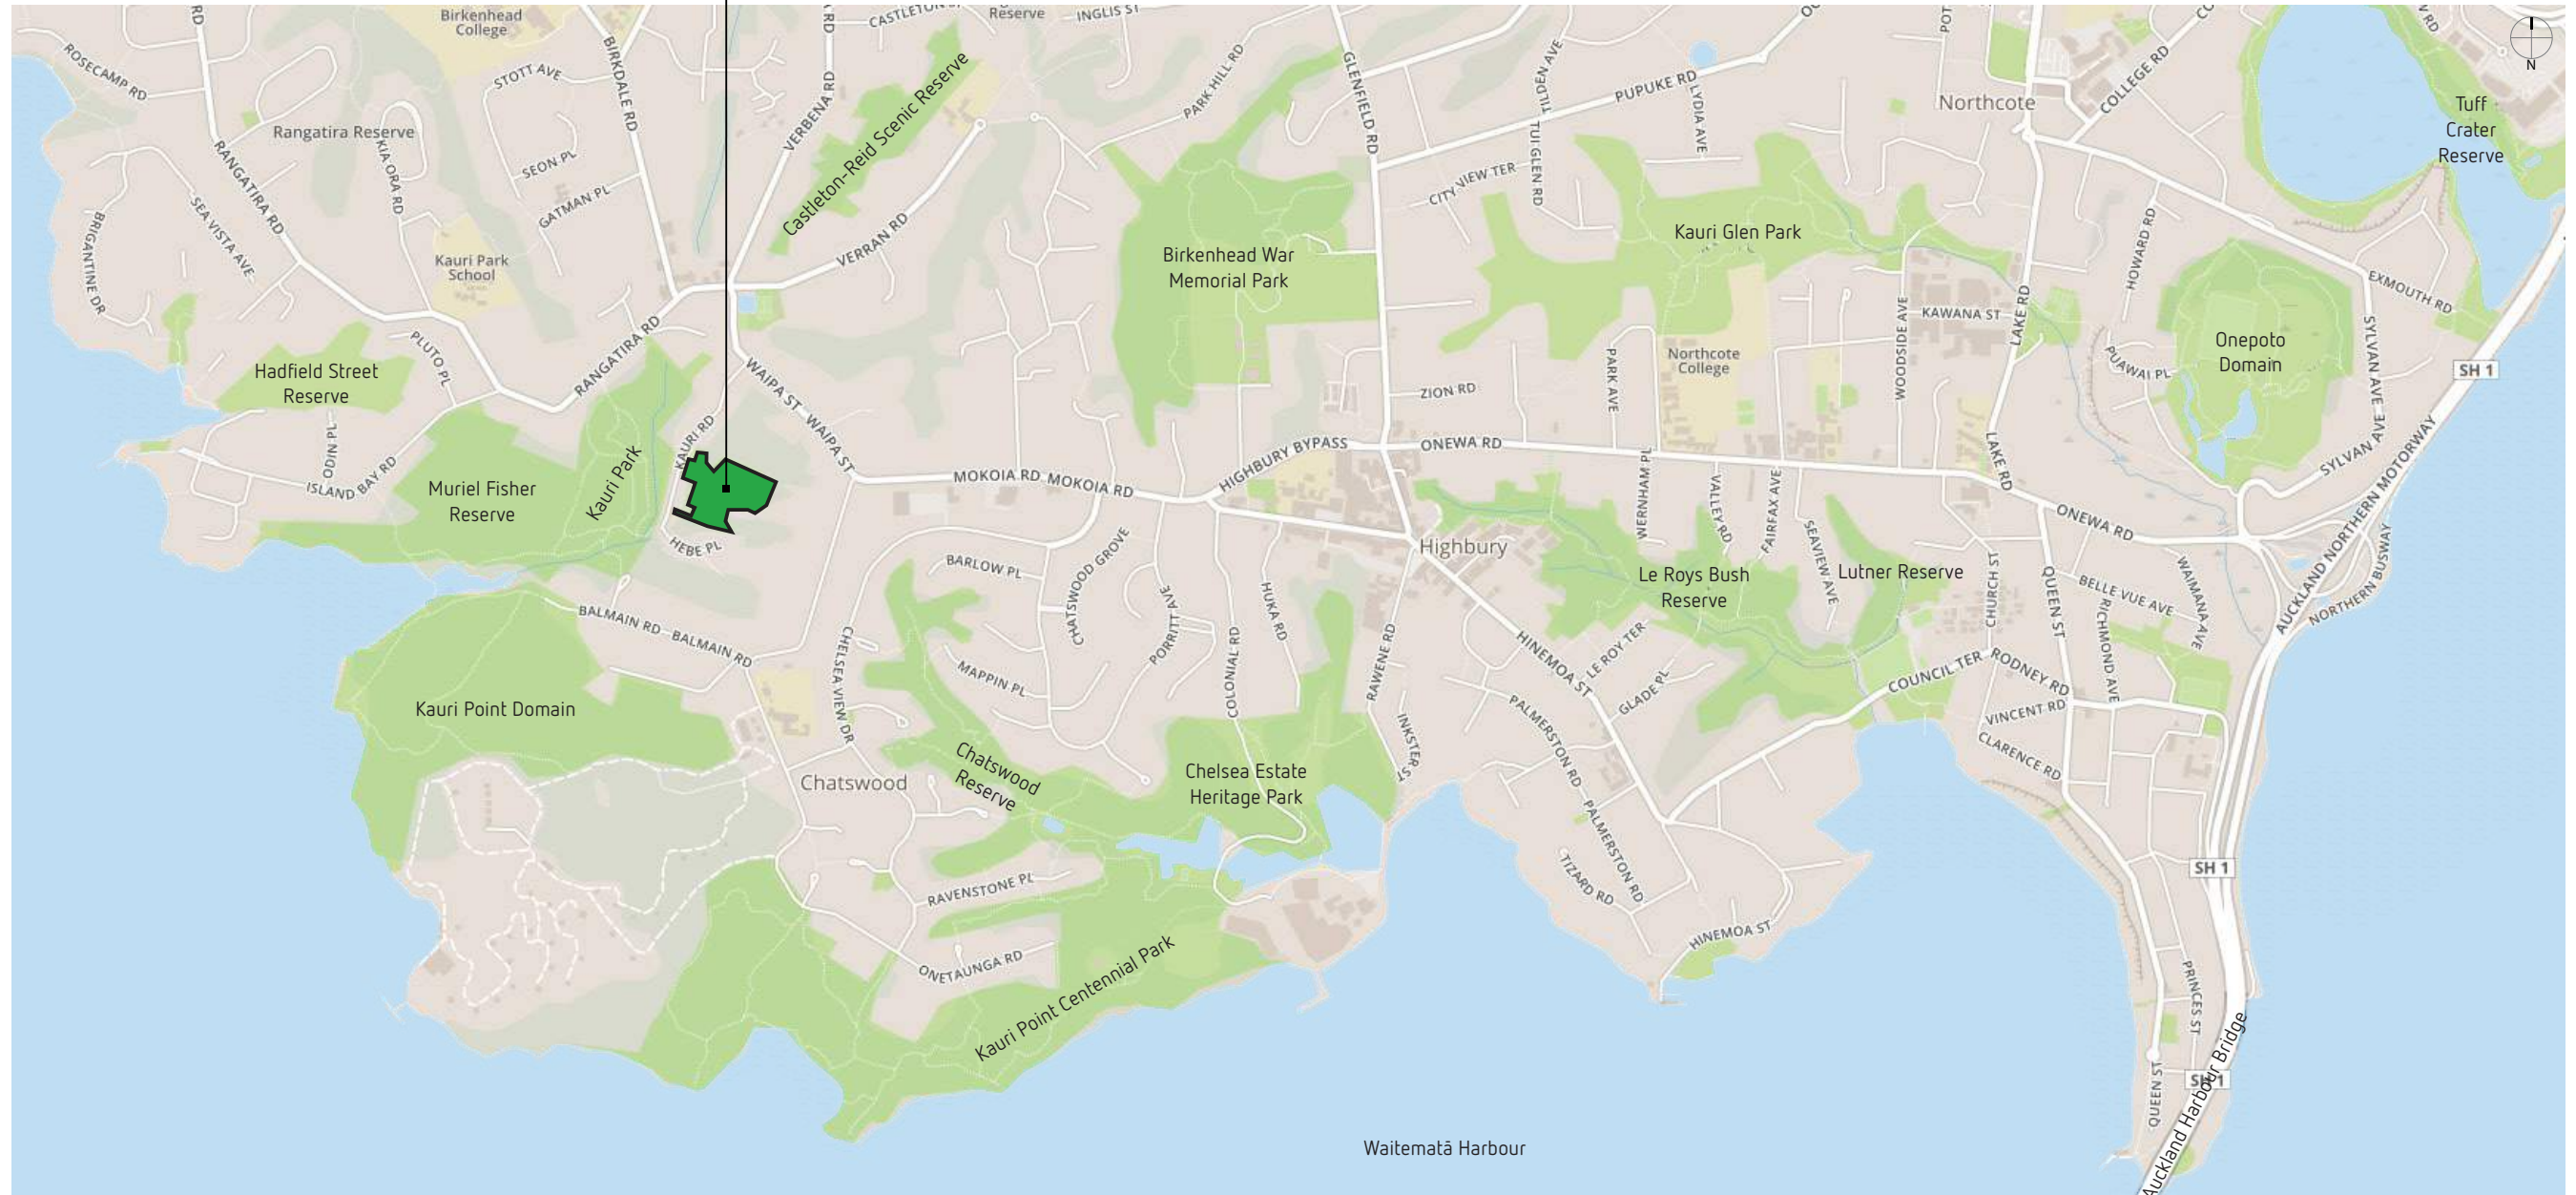 Birkenhead
College
Reserve
INGLIS ST
ROSECAMP RD
STOTT AVE
BIRKDALE RD
VERBENA RD
Castleton-Reid Scenic Reserve
PARK HILL RD
GLENFIELD RD
TILDEN AVE
PUPUKE RD
LYDIA AVE
Northcote
COLLEGE RD
N
Tuff
Crater
Reserve
Rangatira Reserve
KIA ORA RD
RANGATIRA RD
SEON PL
GATMAN PL
SEA VISTA AVE
BRIGANTINE DR
Kauri Park
School
VERRAN RD
Birkenhead War
Memorial Park
CITY VIEW TER
TUI GLEN RD
Kauri Glen Park
HOWARD RD
EXMOUTH RD
WOODSIDE AVE
KAWANA ST
LAKE RD
Onepoto
Domain
SYLVAN AVE
PUAWAI PL
SH 1
Hadfield Street
Reserve
PLUTO PL
RANGATIRA RD
WAIPA ST
WAIPA ST
KAURI RD
Kauri Park
ZION RD
PARK AVE
Northcote
College
ODIN PL
ISLAND BAY RD
Muriel Fisher
Reserve
HEBE PL
MOKOIA RD
MOKOIA RD
HIGHBURY BYPASS
ONEWA RD
LAKE RD
SYLVAN AVE
ONEWA RD
AUCKLAND NORTHERN MOTORWAY
NORTHERN BUSWAY
WERNHAM PL
VALLEY RD
FAIRFAX AVE
SEAVIEW AVE
Highbury
Le Roys Bush
Reserve
Lutner Reserve
CHURCH ST
QUEEN ST
BELLE VUE AVE
WAIMANA AVE
RICHMOND AVE
BARLOW PL
CHATSWOOD GROVE
PORRITT AVE
HUKA RD
COLONIAL RD
RAWENE RD
BALMAIN RD
BALMAIN RD
CHELSEA VIEW DR
MAPPIN PL
HINEMOA ST
LE ROY TER
GLADE PL
COUNCIL TER
RODNEY RD
VINCENT RD
CLARENCE RD
Kauri Point Domain
Chatswood
Chatswood
Reserve
Chelsea Estate
Heritage Park
INKSTER ST
PALMERSTON RD
PALMERSTON RD
TIZARD RD
RAVENSTONE PL
ONETAUNGA RD
Kauri Point Centennial Park
HINEMOA ST
SH 1
PRINCES ST
QUEEN ST
Auckland Harbour Bridge
Waitematā Harbour